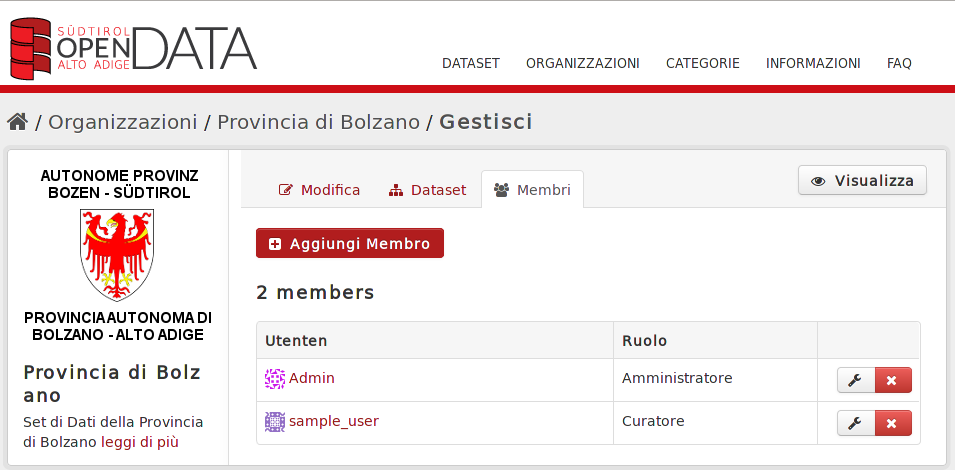 SÜDTIROL
OPEN DATA
ALTO ADIGE
DATASET ORGANIZZAZIONI CATEGORIE INFORMAZIONI FAQ
/ Organizzazioni / Provincia di Bolzano / Gestisci
AUTONOME PROVINZ
BOZEN - SÜDTIROL
PROVINCIA AUTONOMA DI
BOLZANO - ALTO ADIGE
Provincia di Bolz
ano
Set di Dati della Provincia
di Bolzano leggi di più
Modifica Dataset Membri Visualizza
Aggiungi Membro
2 members
Utenten Ruolo
Admin Amministratore
sample_user Curatore